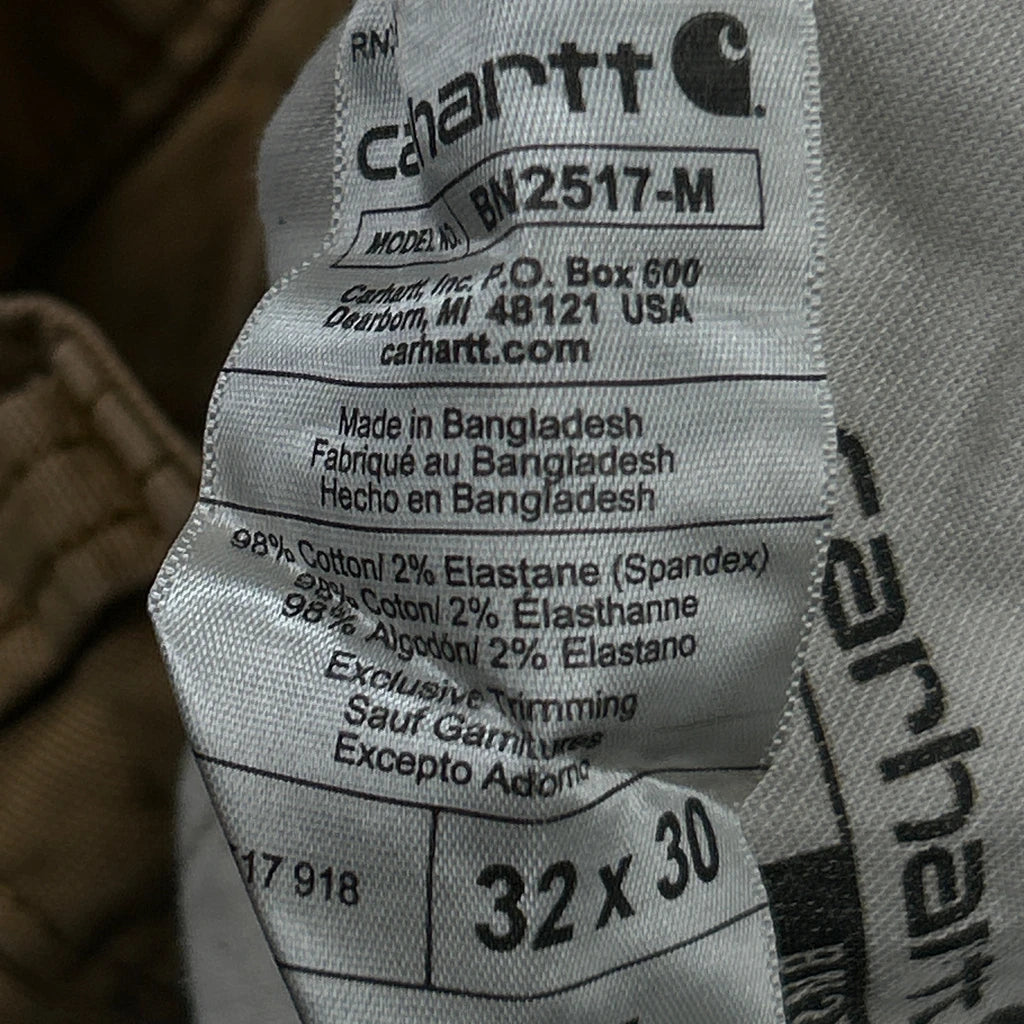 RN
carhartt
MODEL NO. BN2517-M
Carhartt, Inc. P.O. Box 600
Dearborn, MI 48121 USA
carhartt.com
Made in Bangladesh
Fabriqué au Bangladesh
Hecho en Bangladesh
98% Cotton/ 2% Elastane (Spandex)
98% Coton/ 2% Élasthanne
98% Algodón/ 2% Elastano
Exclusive Trimming
Sauf Garnitures
Excepto Adorno
17 918
32 x 30
carhartt